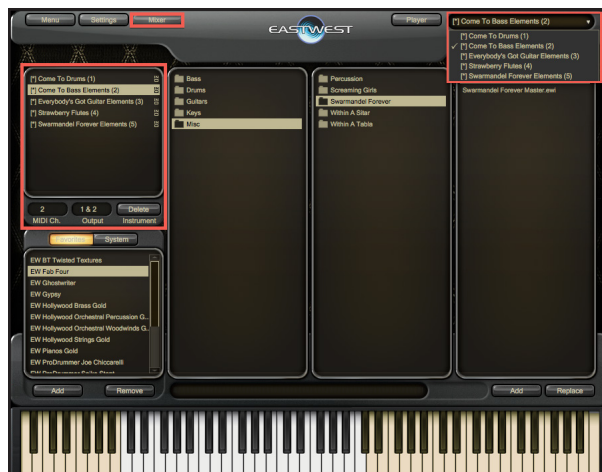 Menu
Settings
Mixer
EASTWEST
Player
[*] Come To Bass Elements (2)
[*] Come To Drums (1)
✓ [*] Come To Bass Elements (2)
[*] Everybody's Got Guitar Elements (3)
[*] Strawberry Flutes (4)
[*] Swarmandel Forever Elements (5)
[*] Come To Drums (1)
[*] Come To Bass Elements (2)
[*] Everybody's Got Guitar Elements (3)
[*] Strawberry Flutes (4)
[*] Swarmandel Forever Elements (5)
2
1 & 2
Delete
MIDI Ch.
Output
Instrument
Bass
Drums
Guitars
Keys
Misc
Percussion
Screaming Girls
Swarmandel Forever
Within A Sitar
Within A Tabla
Swarmandel Forever Master.ewi
Favorites
System
EW BT Twisted Textures
EW Fab Four
EW Ghostwriter
EW Gypsy
EW Hollywood Brass Gold
EW Hollywood Orchestral Percussion G..
EW Hollywood Orchestral Woodwinds G..
EW Hollywood Strings Gold
EW Pianos Gold
EW ProDrummer Joe Chiccarelli
EW ProDrummer Spike Stent
Add
Remove
Add
Replace